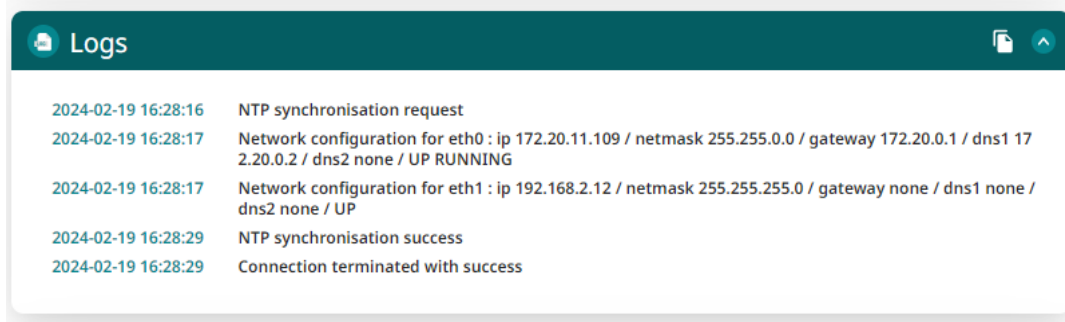 Logs
2024-02-19 16:28:16 NTP synchronisation request
2024-02-19 16:28:17 Network configuration for eth0 : ip 172.20.11.109 / netmask 255.255.0.0 / gateway 172.20.0.1 / dns1 17
2.20.0.2 / dns2 none / UP RUNNING
2024-02-19 16:28:17 Network configuration for eth1 : ip 192.168.2.12 / netmask 255.255.255.0 / gateway none / dns1 none /
dns2 none / UP
2024-02-19 16:28:29 NTP synchronisation success
2024-02-19 16:28:29 Connection terminated with success